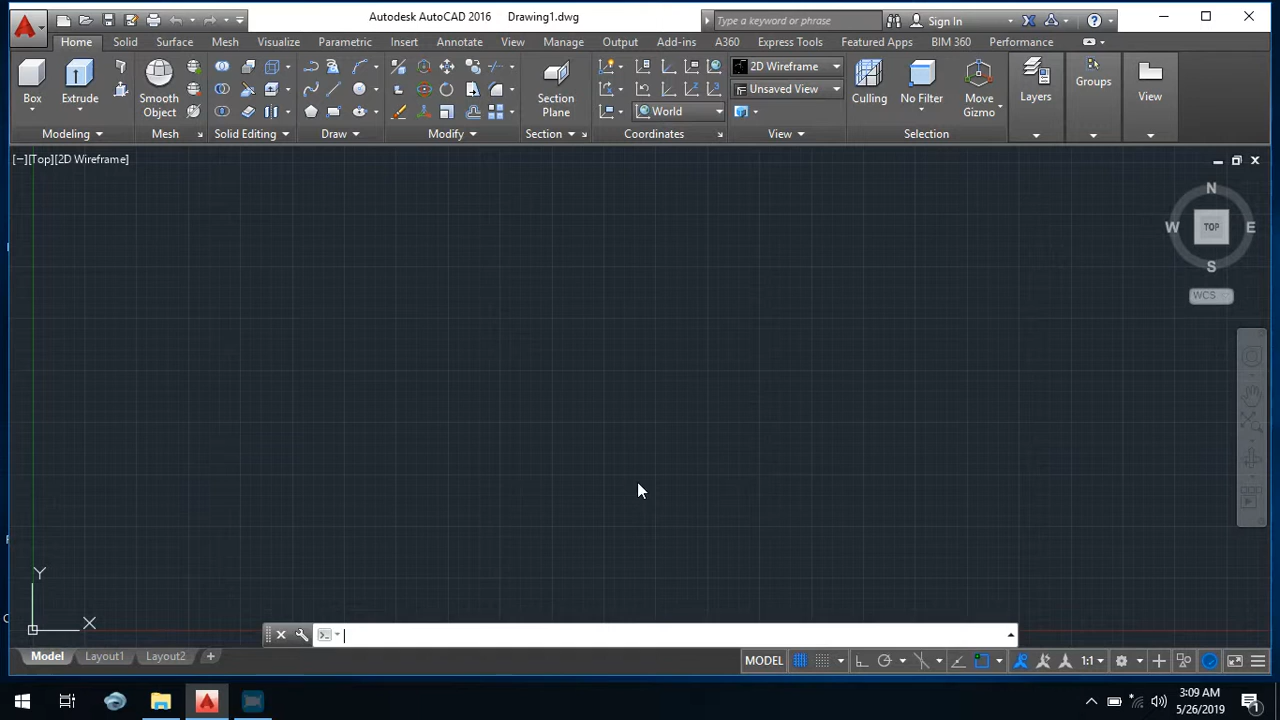 Autodesk AutoCAD 2016 Drawing1.dwg
Type a keyword or phrase
Sign In
Home Solid Surface Mesh Visualize Parametric Insert Annotate View Manage Output Add-ins A360 Express Tools Featured Apps BIM 360 Performance
Box
Extrude
Smooth
Object
Section
Plane
World
2D Wireframe
Unsaved View
Culling
No Filter
Move
Gizmo
Layers
Groups
View
Modeling
Mesh
Solid Editing
Draw
Modify
Section
Coordinates
View
Selection
[−][Top][2D Wireframe]
N
W TOP E
S
WCS
Y
X
Model Layout1 Layout2 +
MODEL
1:1
3:09 AM
5/26/2019
1